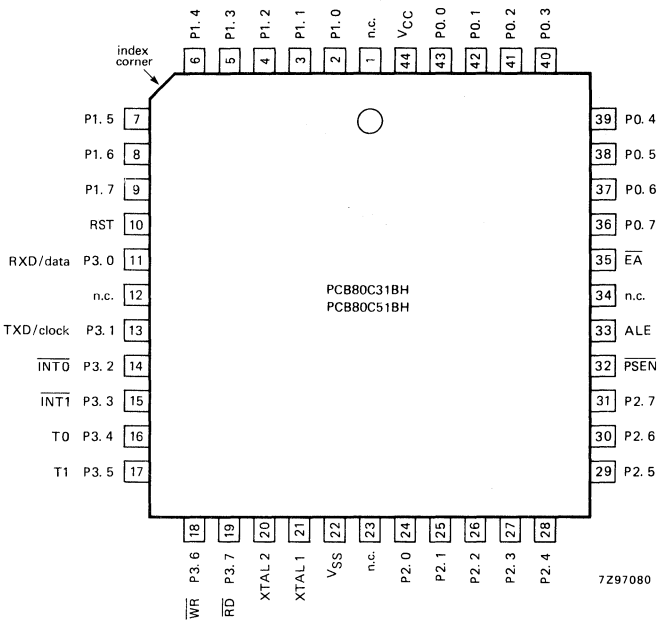 P1.4 P1.3 P1.2 P1.1 P1.0 n.c. VCC P0.0 P0.1 P0.2 P0.3
index
corner
6 5 4 3 2 1 44 43 42 41 40
P1.5 7 39 P0.4
P1.6 8 38 P0.5
P1.7 9 37 P0.6
RST 10 36 P0.7
RXD/data P3.0 11 35 EA
n.c. 12 34 n.c.
PCB80C31BH
PCB80C51BH
TXD/clock P3.1 13 33 ALE
INT0 P3.2 14 32 PSEN
INT1 P3.3 15 31 P2.7
T0 P3.4 16 30 P2.6
T1 P3.5 17 29 P2.5
18 19 20 21 22 23 24 25 26 27 28
WR P3.6 RD P3.7 XTAL2 XTAL1 VSS n.c. P2.0 P2.1 P2.2 P2.3 P2.4
7Z97080